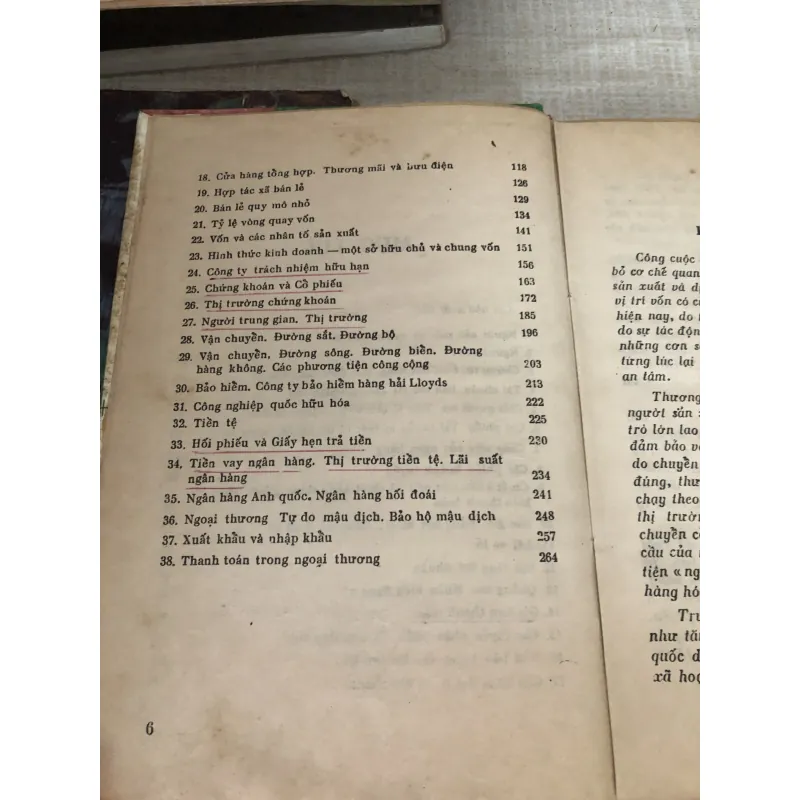 18. Cửa hàng tổng hợp. Thương mãi và bưu điện 118
19. Hợp tác xã bán lẻ 126
20. Bán lẻ quy mô nhỏ 129
21. Tỷ lệ vòng quay vốn 134
22. Vốn và các nhân tố sản xuất 141
23. Hình thức kinh doanh — một sở hữu chủ và chung vốn 151
24. Công ty trách nhiệm hữu hạn 156
25. Chứng khoán và Cổ phiếu 163
26. Thị trường chứng khoán 172
27. Người trung gian. Thị trường 185
28. Vận chuyển. Đường sắt. Đường bộ 196
29. Vận chuyển, Đường sông. Đường biển. Đường
hàng không. Các phương tiện công cộng 203
30. Bảo hiểm. Công ty bảo hiểm hàng hải Lloyds 213
31. Công nghiệp quốc hữu hóa 222
32. Tiền tệ 225
33. Hối phiếu và Giấy hẹn trả tiền 230
34. Tiền vay ngân hàng. Thị trường tiền tệ. Lãi suất
ngân hàng 234
35. Ngân hàng Anh quốc. Ngân hàng hối đoái 241
36. Ngoại thương Tự do mậu dịch. Bảo hộ mậu dịch 248
37. Xuất khẩu và nhập khẩu 257
38. Thanh toán trong ngoại thương 264
6
Công cuộc
bỏ cơ chế quan
sản xuất và
vị trí vốn có
hiện nay, do
do sự tác độn
những cơn
từng lúc lại
an tâm.
Thương
người sản
trò lớn lao
đảm bảo
do chuyển
đúng, thư
chạy theo
thị trườn
chuyển
cầu của
tiện « ng
hàng hó
như tăn
quốc d
xã hoạ